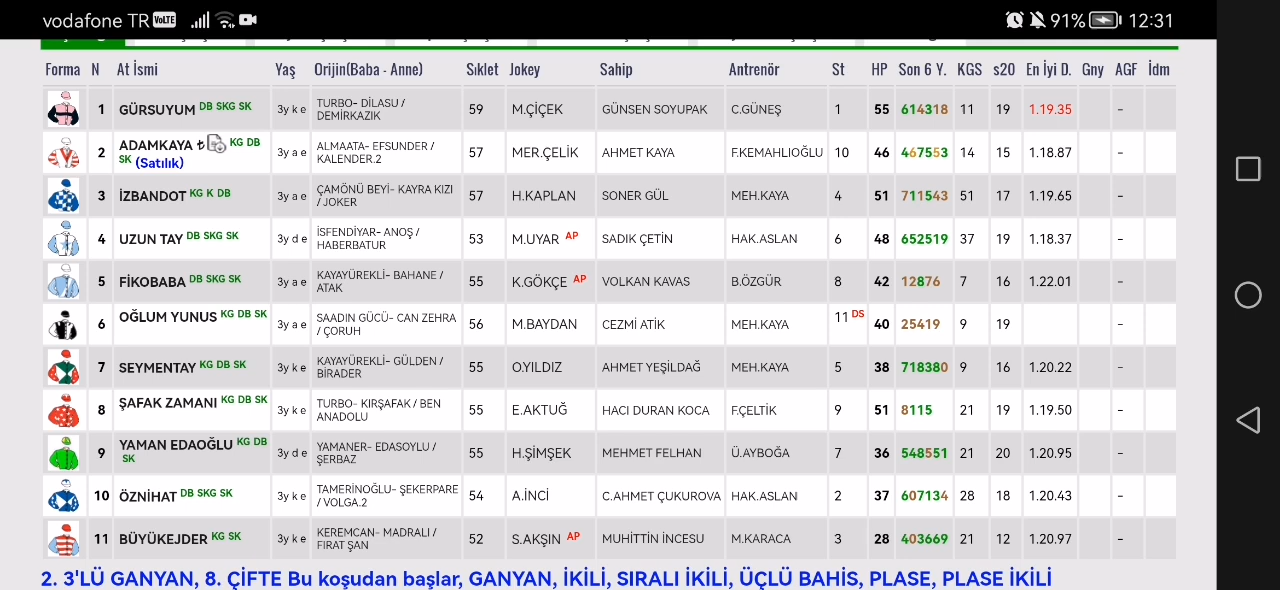 vodafone TR VoLTE 91% 12:31
Forma N At İsmi Yaş Orijin(Baba - Anne) Sıklet Jokey Sahip Antrenör St HP Son 6 Y. KGS s20 En İyi D. Gny AGF İdm
1 GÜRSUYUM DB SKG SK 3y k e TURBO- DİLASU / DEMİRKAZIK 59 M.ÇİÇEK GÜNSEN SOYUPAK C.GÜNEŞ 1 55 614318 11 19 1.19.35 -
2 ADAMKAYA ₺ KG DB SK (Satılık) 3y a e ALMAATA- EFSUNDER / KALENDER.2 57 MER.ÇELİK AHMET KAYA F.KEMAHLIOĞLU 10 46 467553 14 15 1.18.87 -
3 İZBANDOT KG K DB 3y a e ÇAMÖNÜ BEYİ- KAYRA KIZI / JOKER 57 H.KAPLAN SONER GÜL MEH.KAYA 4 51 711543 51 17 1.19.65 -
4 UZUN TAY DB SKG SK 3y d e İSFENDİYAR- ANOŞ / HABERBATUR 53 M.UYAR AP SADIK ÇETİN HAK.ASLAN 6 48 652519 37 19 1.18.37 -
5 FİKOBABA DB SKG SK 3y a e KAYAYÜREKLİ- BAHANE / ATAK 55 K.GÖKÇE AP VOLKAN KAVAS B.ÖZGÜR 8 42 12876 7 16 1.22.01 -
6 OĞLUM YUNUS KG DB SK 3y a e SAADIN GÜCÜ- CAN ZEHRA / ÇORUH 56 M.BAYDAN CEZMİ ATİK MEH.KAYA 11 DS 40 25419 9 19 -
7 SEYMENTAY KG DB SK 3y k e KAYAYÜREKLİ- GÜLDEN / BİRADER 55 O.YILDIZ AHMET YEŞİLDAĞ MEH.KAYA 5 38 718380 9 16 1.20.22 -
8 ŞAFAK ZAMANI KG DB SK 3y k e TURBO- KIRŞAFAK / BEN ANADOLU 55 E.AKTUĞ HACI DURAN KOCA F.ÇELTİK 9 51 8115 21 19 1.19.50 -
9 YAMAN EDAOĞLU KG DB SK 3y d e YAMANER- EDASOYLU / ŞERBAZ 55 H.ŞİMŞEK MEHMET FELHAN Ü.AYBOĞA 7 36 548551 21 20 1.20.95 -
10 ÖZNİHAT DB SKG SK 3y k e TAMERİNOĞLU- ŞEKERPARE / VOLGA.2 54 A.İNCİ C.AHMET ÇUKUROVA HAK.ASLAN 2 37 607134 28 18 1.20.43 -
11 BÜYÜKEJDER KG SK 3y k e KEREMCAN- MADRALI / FIRAT ŞAN 52 S.AKŞIN AP MUHİTTİN İNCESU M.KARACA 3 28 403669 21 12 1.20.97 -
2. 3'LÜ GANYAN, 8. ÇİFTE Bu koşudan başlar, GANYAN, İKİLİ, SIRALI İKİLİ, ÜÇLÜ BAHİS, PLASE, PLASE İKİLİ